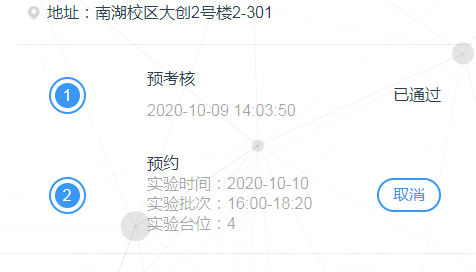 地址：南湖校区大创2号楼2-301
1
预考核
2020-10-09 14:03:50
已通过
2
预约
实验时间：2020-10-10
实验批次：16:00-18:20
实验台位：4
取消